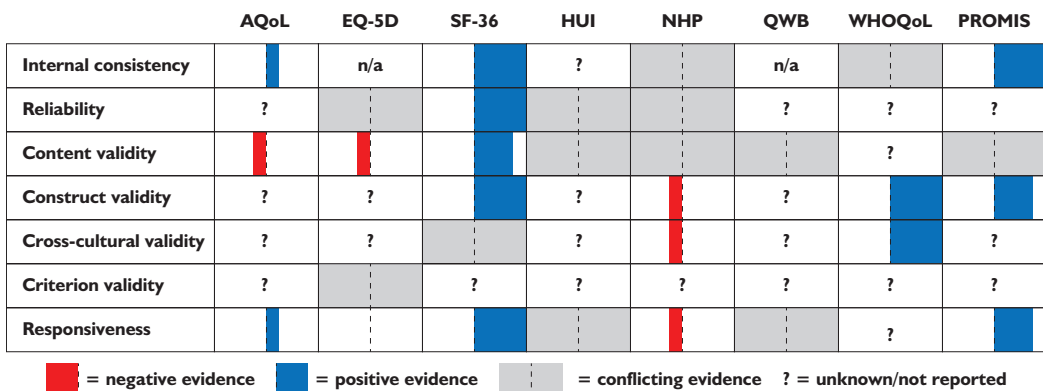 AQoL EQ-5D SF-36 HUI NHP QWB WHOQoL PROMIS
Internal consistency n/a ? n/a
Reliability ? ? ? ?
Content validity ?
Construct validity ? ? ? ?
Cross-cultural validity ? ? ? ? ?
Criterion validity ? ? ? ? ? ? ?
Responsiveness ?
= negative evidence = positive evidence = conflicting evidence ? = unknown/not reported